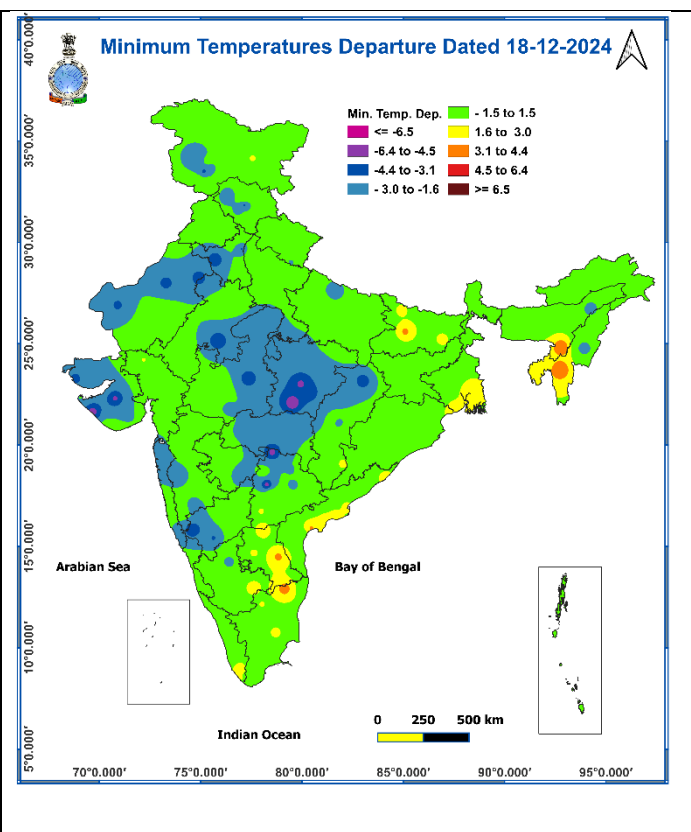 Minimum Temperatures Departure Dated 18-12-2024
Min. Temp. Dep.
<= -6.5
-6.4 to -4.5
-4.4 to -3.1
- 3.0 to -1.6
- 1.5 to 1.5
1.6 to 3.0
3.1 to 4.4
4.5 to 6.4
>= 6.5
40°0.000'
35°0.000'
30°0.000'
25°0.000'
20°0.000'
15°0.000'
10°0.000'
5°0.000'
Arabian Sea
Bay of Bengal
Indian Ocean
0 250 500 km
70°0.000' 75°0.000' 80°0.000' 85°0.000' 90°0.000' 95°0.000'